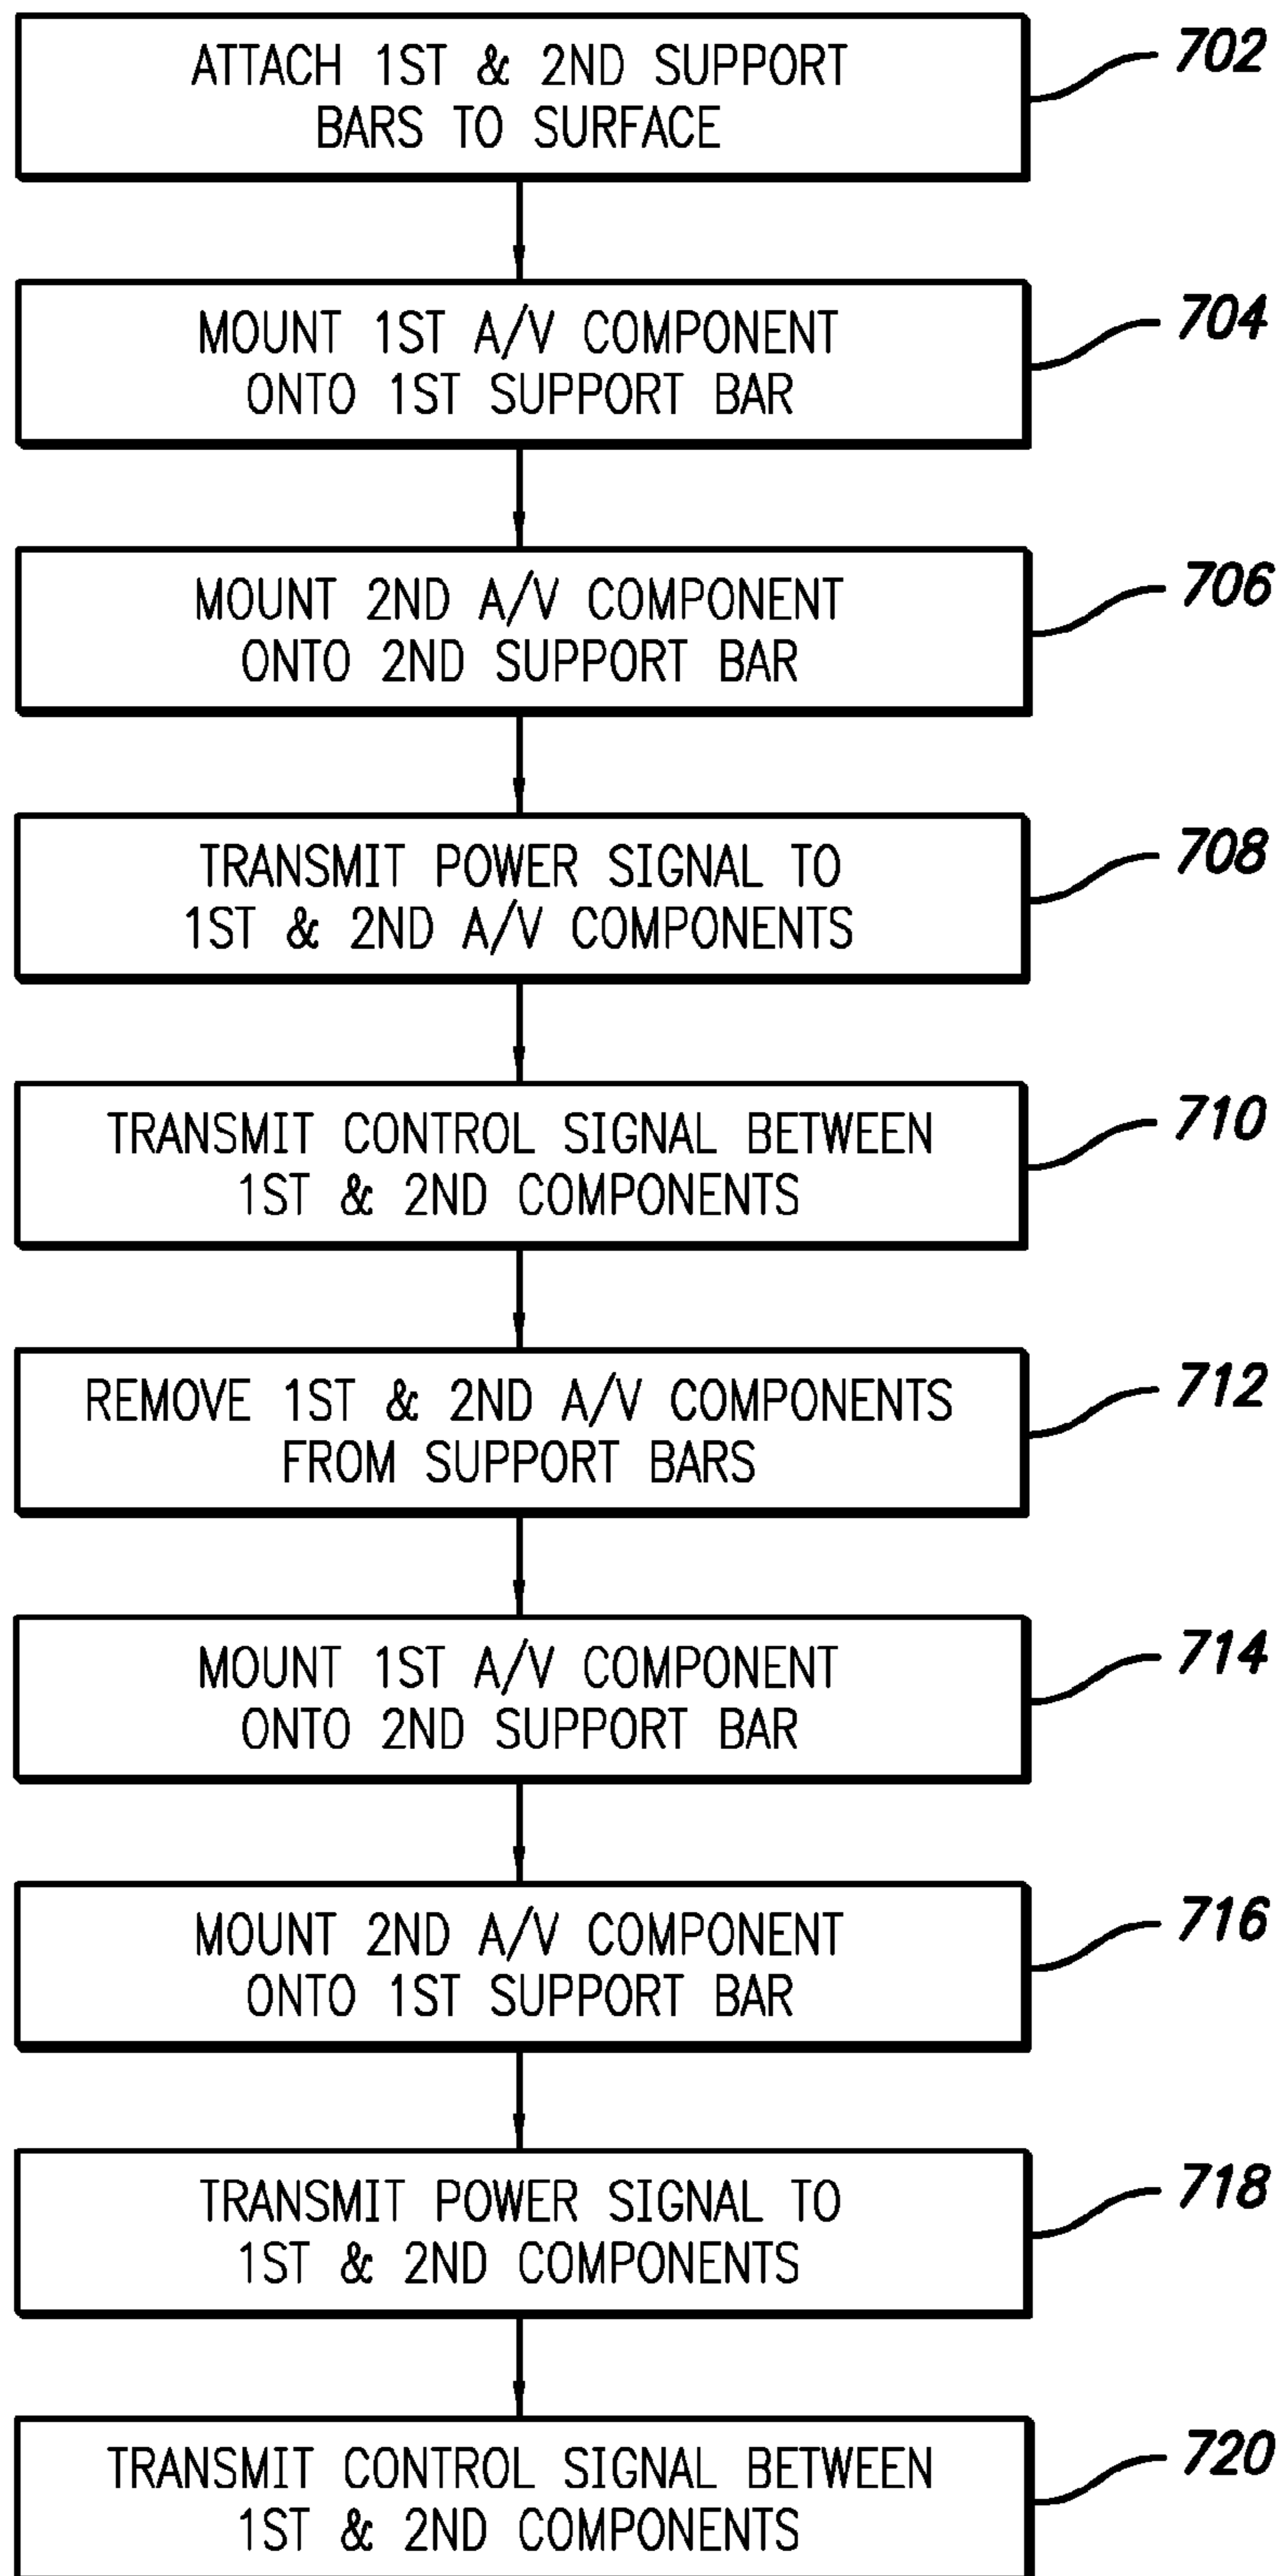 ATTACH 1ST & 2ND SUPPORT
BARS TO SURFACE
702
MOUNT 1ST A/V COMPONENT
ONTO 1ST SUPPORT BAR
704
MOUNT 2ND A/V COMPONENT
ONTO 2ND SUPPORT BAR
706
TRANSMIT POWER SIGNAL TO
1ST & 2ND A/V COMPONENTS
708
TRANSMIT CONTROL SIGNAL BETWEEN
1ST & 2ND COMPONENTS
710
REMOVE 1ST & 2ND A/V COMPONENTS
FROM SUPPORT BARS
712
MOUNT 1ST A/V COMPONENT
ONTO 2ND SUPPORT BAR
714
MOUNT 2ND A/V COMPONENT
ONTO 1ST SUPPORT BAR
716
TRANSMIT POWER SIGNAL TO
1ST & 2ND COMPONENTS
718
TRANSMIT CONTROL SIGNAL BETWEEN
1ST & 2ND COMPONENTS
720